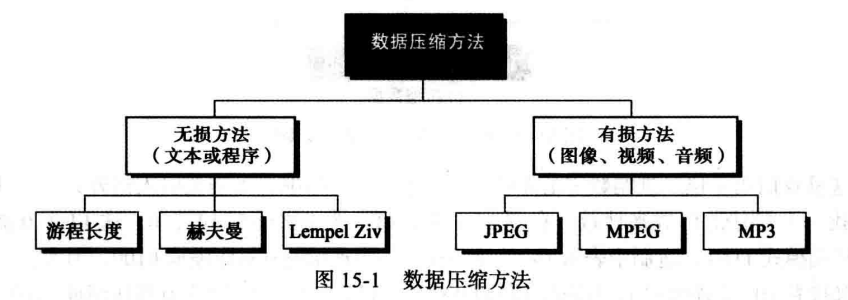 数据压缩方法
无损方法
（文本或程序）
有损方法
（图像、视频、音频）
游程长度
赫夫曼
Lempel Ziv
JPEG
MPEG
MP3
图 15-1 数据压缩方法